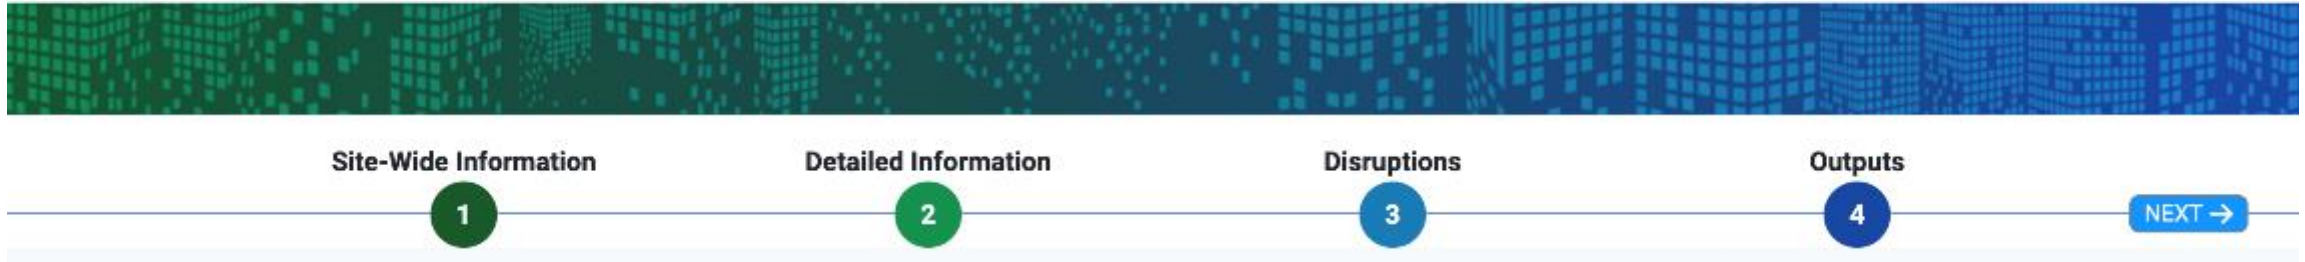 Site-Wide Information
Detailed Information
Disruptions
Outputs
1
2
3
4
NEXT →